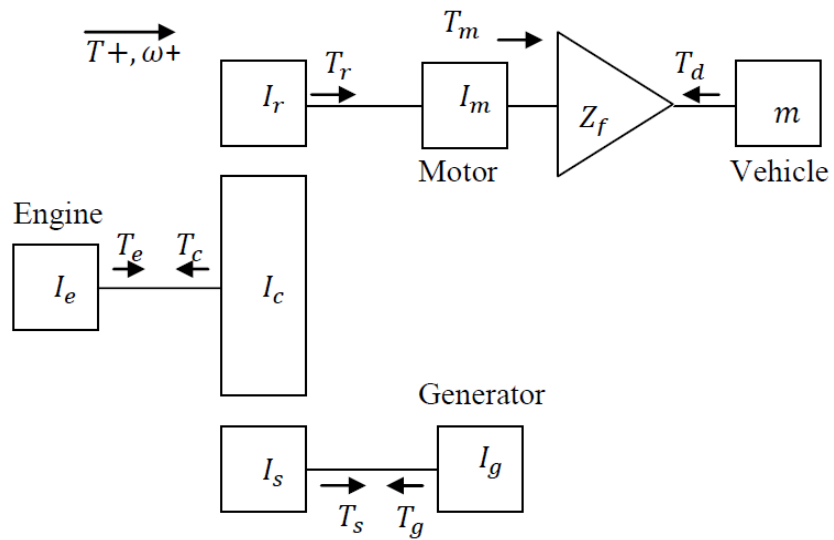 T+, ω+
T_r
T_m
T_d
I_r
I_m
Z_f
m
Motor
Vehicle
Engine
T_e
T_c
I_e
I_c
Generator
I_s
I_g
T_s
T_g